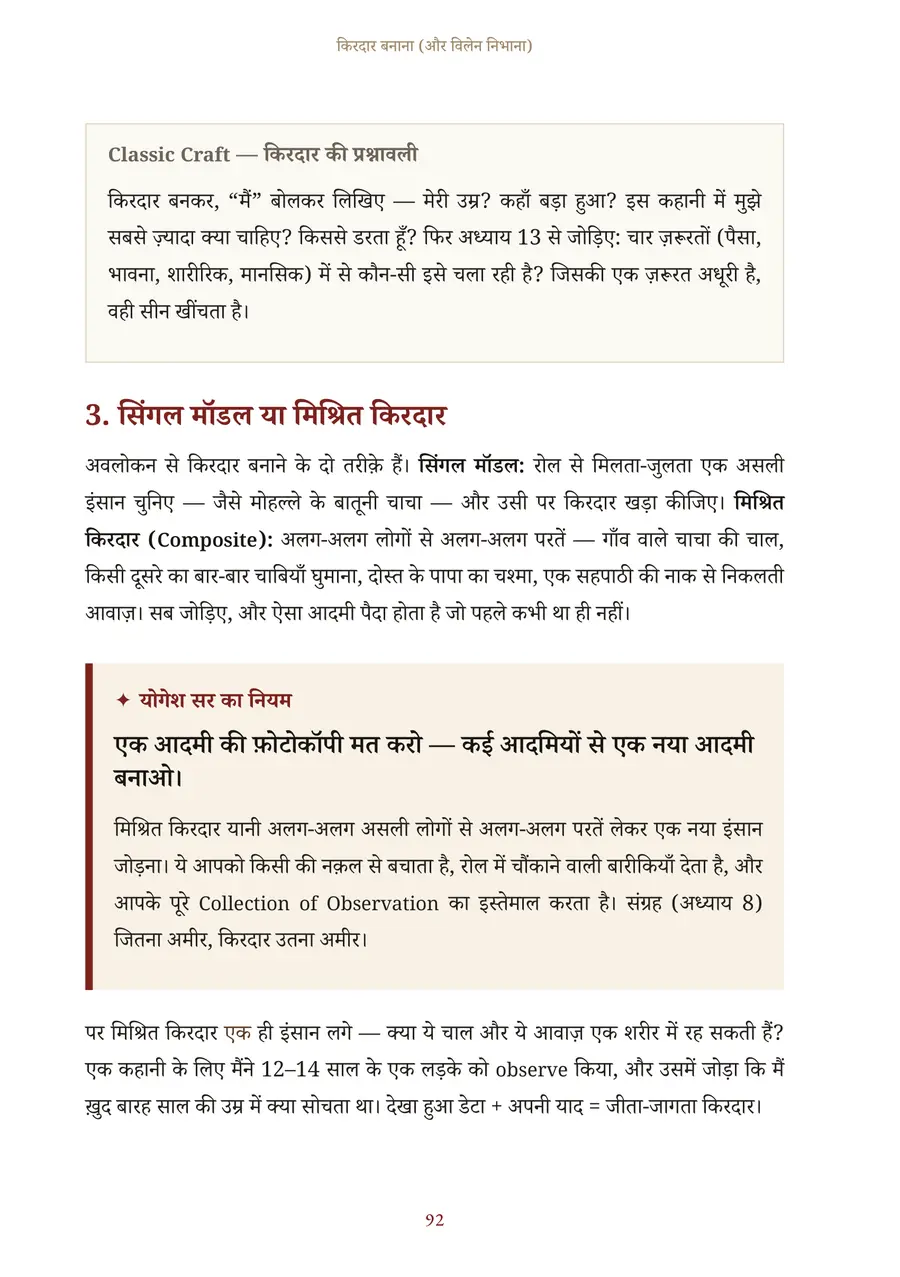 किरदार बनाना (और विलेन निभाना)
Classic Craft — किरदार की प्रश्नावली
किरदार बनकर, “मैं” बोलकर लिखिए — मेरी उम्र? कहाँ बड़ा हुआ? इस कहानी में मुझे
सबसे ज़्यादा क्या चाहिए? किससे डरता हूँ? फिर अध्याय 13 से जोड़िए: चार ज़रूरतों (पैसा,
भावना, शारीरिक, मानसिक) में से कौन-सी इसे चला रही है? जिसकी एक ज़रूरत अधूरी है,
वही सीन खींचता है।
3. सिंगल मॉडल या मिश्रित किरदार
अवलोकन से किरदार बनाने के दो तरीक़े हैं। सिंगल मॉडल: रोल से मिलता-जुलता एक असली
इंसान चुनिए — जैसे मोहल्ले के बातूनी चाचा — और उसी पर किरदार खड़ा कीजिए। मिश्रित
किरदार (Composite): अलग-अलग लोगों से अलग-अलग परतें — गाँव वाले चाचा की चाल,
किसी दूसरे का बार-बार चाबियाँ घुमाना, दोस्त के पापा का चश्मा, एक सहपाठी की नाक से निकलती
आवाज़। सब जोड़िए, और ऐसा आदमी पैदा होता है जो पहले कभी था ही नहीं।
✦ योगेश सर का नियम
एक आदमी की फ़ोटोकॉपी मत करो — कई आदमियों से एक नया आदमी
बनाओ।
मिश्रित किरदार यानी अलग-अलग असली लोगों से अलग-अलग परतें लेकर एक नया इंसान
जोड़ना। ये आपको किसी की नक़ल से बचाता है, रोल में चौंकाने वाली बारीकियाँ देता है, और
आपके पूरे Collection of Observation का इस्तेमाल करता है। संग्रह (अध्याय 8)
जितना अमीर, किरदार उतना अमीर।
पर मिश्रित किरदार एक ही इंसान लगे — क्या ये चाल और ये आवाज़ एक शरीर में रह सकती हैं?
एक कहानी के लिए मैंने 12–14 साल के एक लड़के को observe किया, और उसमें जोड़ा कि मैं
ख़ुद बारह साल की उम्र में क्या सोचता था। देखा हुआ डेटा + अपनी याद = जीता-जागता किरदार।
92